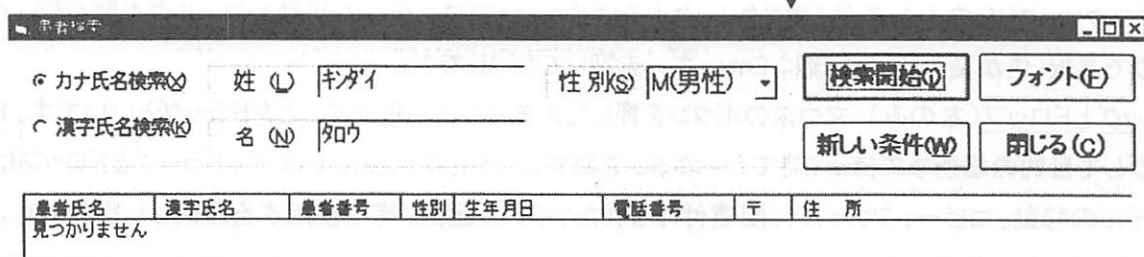 患者検索
カナ氏名検索(X) 姓 (L) キンダイ 性 別(S) M(男性) 検索開始(I) フォント(F)
漢字氏名検索(K) 名 (N) タロウ 新しい条件(W) 閉じる(C)
患者氏名 漢字氏名 患者番号 性別 生年月日 電話番号 〒 住 所
見つかりません